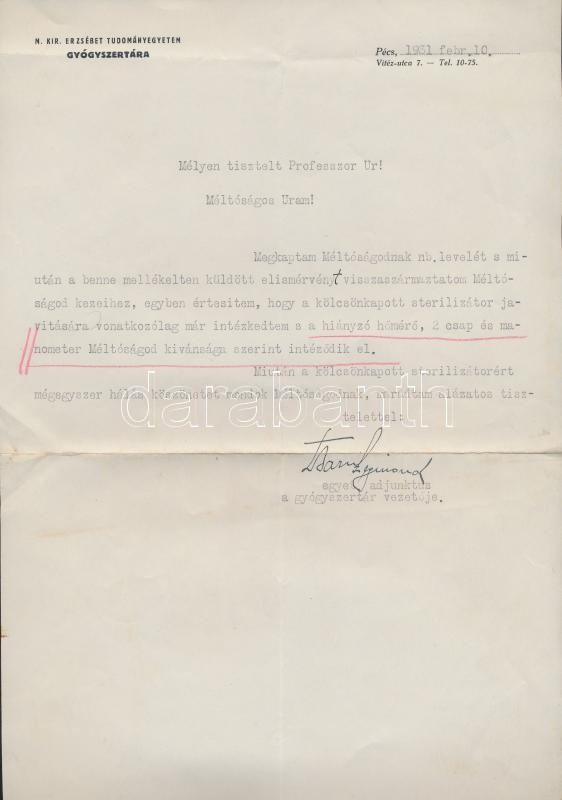 M. KIR. ERZSÉBET TUDOMÁNYEGYETEM
GYÓGYSZERTÁRA
Pécs, 1931 febr. 10.
Vitéz-utca 7. — Tel. 10-75.
Mélyen tisztelt Professzor Ur!
Méltóságos Uram!
Megkaptam Méltóságodnak nb. levelét s mi-
után a benne mellékelten küldött elismervényt visszaszármaztatom Méltó-
ságod kezeihez, egyben értesitem, hogy a kölcsönkapott sterilizátor ja-
vitására vonatkozólag már intézkedtem s a hiányzó hőmérő, 2 csap és ma-
nometer Méltóságod kivánsága szerint intéződik el.
Miután a kölcsönkapott sterilizátorért
mégegyszer hálás köszönetet mondok Méltóságodnak, maradtam alázatos tisz-
telettel:
darabanth
egyet. adjunktus
a gyógyszertár vezetője.